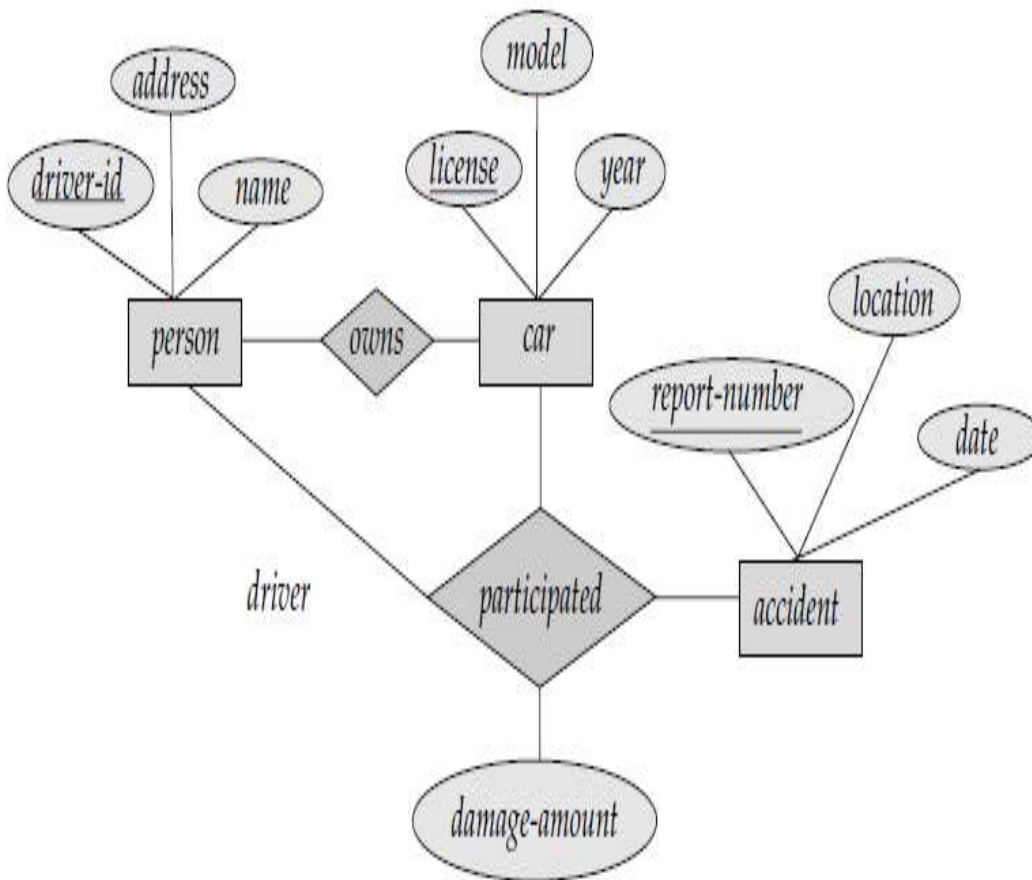 model
address
license
year
driver-id
name
location
person
owns
car
report-number
date
driver
participated
accident
damage-amount